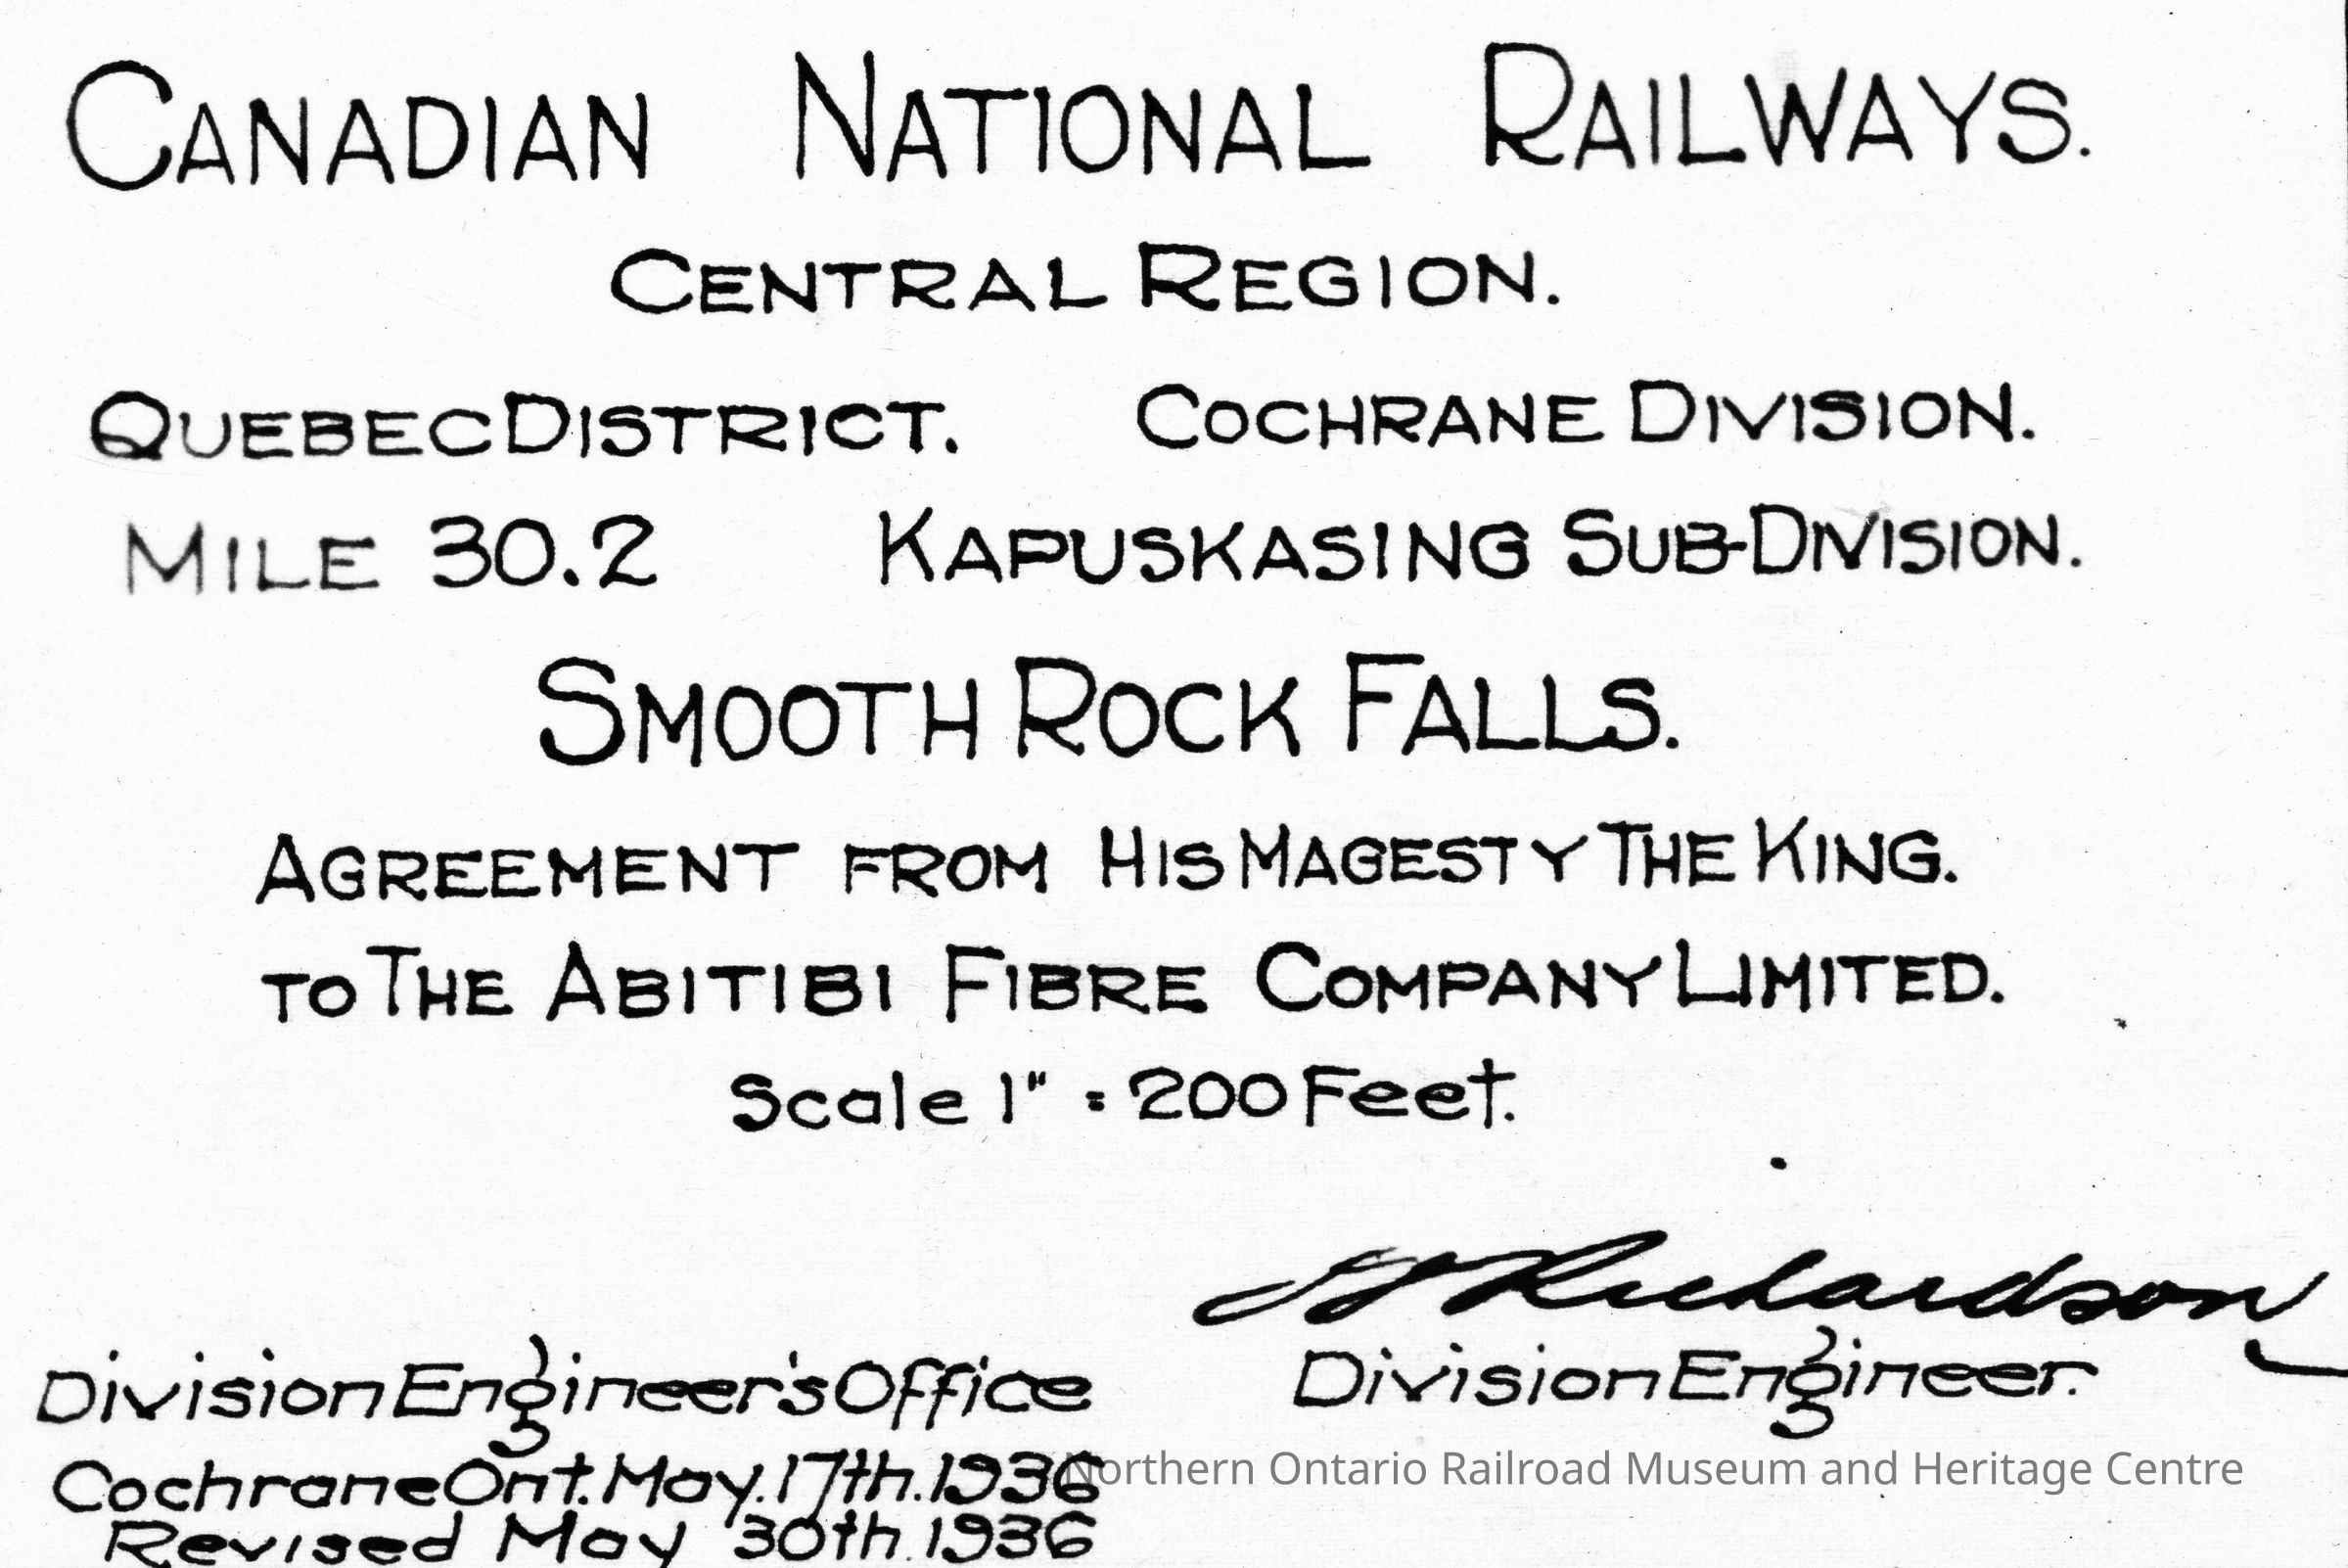 CANADIAN NATIONAL RAILWAYS.
CENTRAL REGION.
QUEBEC DISTRICT. COCHRANE DIVISION.
MILE 30.2 KAPUSKASING SUB-DIVISION.
SMOOTH ROCK FALLS.
AGREEMENT FROM HIS MAGESTY THE KING.
TO THE ABITIBI FIBRE COMPANY LIMITED.
Scale 1" = 200 Feet.
Richardson
Division Engineer's Office Division Engineer.
Cochrane Ont. May. 17th. 1936
Northern Ontario Railroad Museum and Heritage Centre
Revised May 30th. 1936